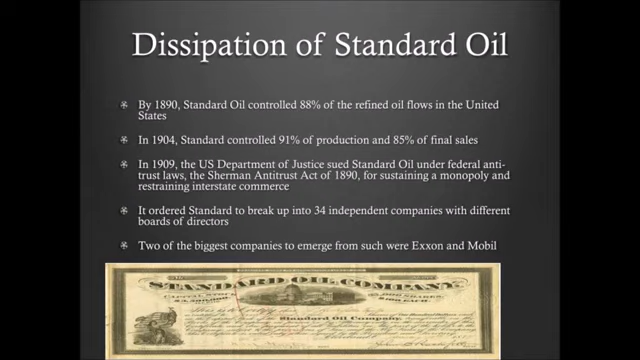 Dissipation of Standard Oil
By 1890, Standard Oil controlled 88% of the refined oil flows in the United
States
In 1904, Standard controlled 91% of production and 85% of final sales
In 1909, the US Department of Justice sued Standard Oil under federal anti-
trust laws, the Sherman Antitrust Act of 1890, for sustaining a monopoly and
restraining interstate commerce
It ordered Standard to break up into 34 independent companies with different
boards of directors
Two of the biggest companies to emerge from such were Exxon and Mobil
STANDARD OIL COMPANY
CAPITAL STOCK
Standard Oil Company